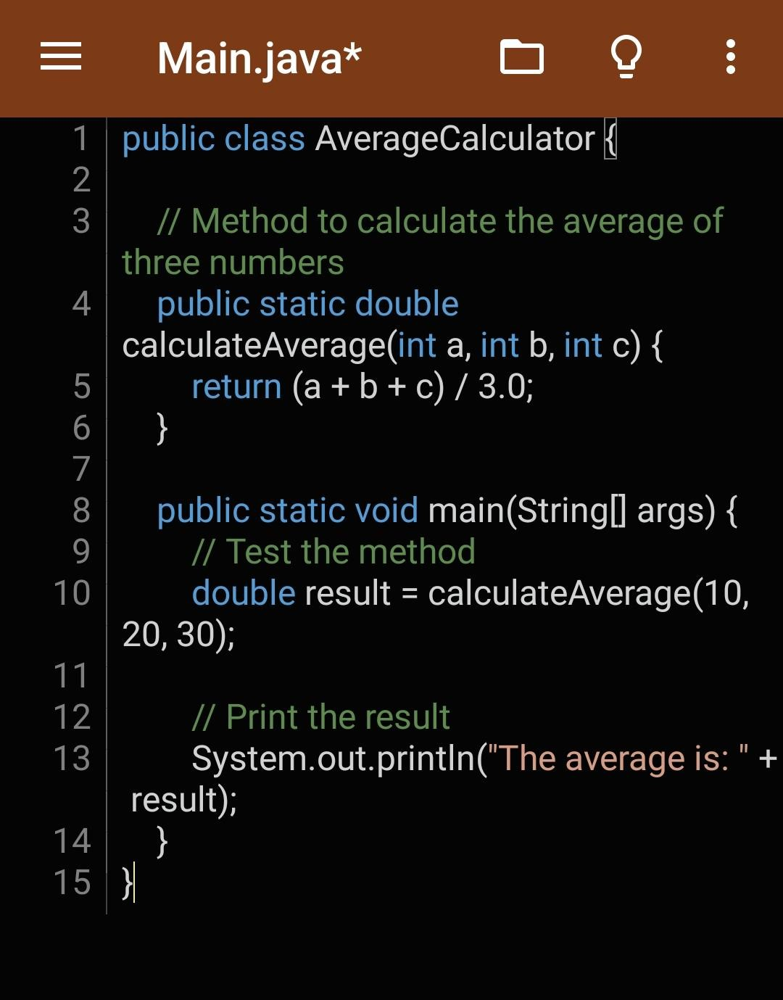 Main.java*
1 public class AverageCalculator {
2
3 // Method to calculate the average of
three numbers
4 public static double
calculateAverage(int a, int b, int c) {
5 return (a + b + c) / 3.0;
6 }
7
8 public static void main(String[] args) {
9 // Test the method
10 double result = calculateAverage(10,
20, 30);
11
12 // Print the result
13 System.out.println("The average is: " +
result);
14 }
15 }